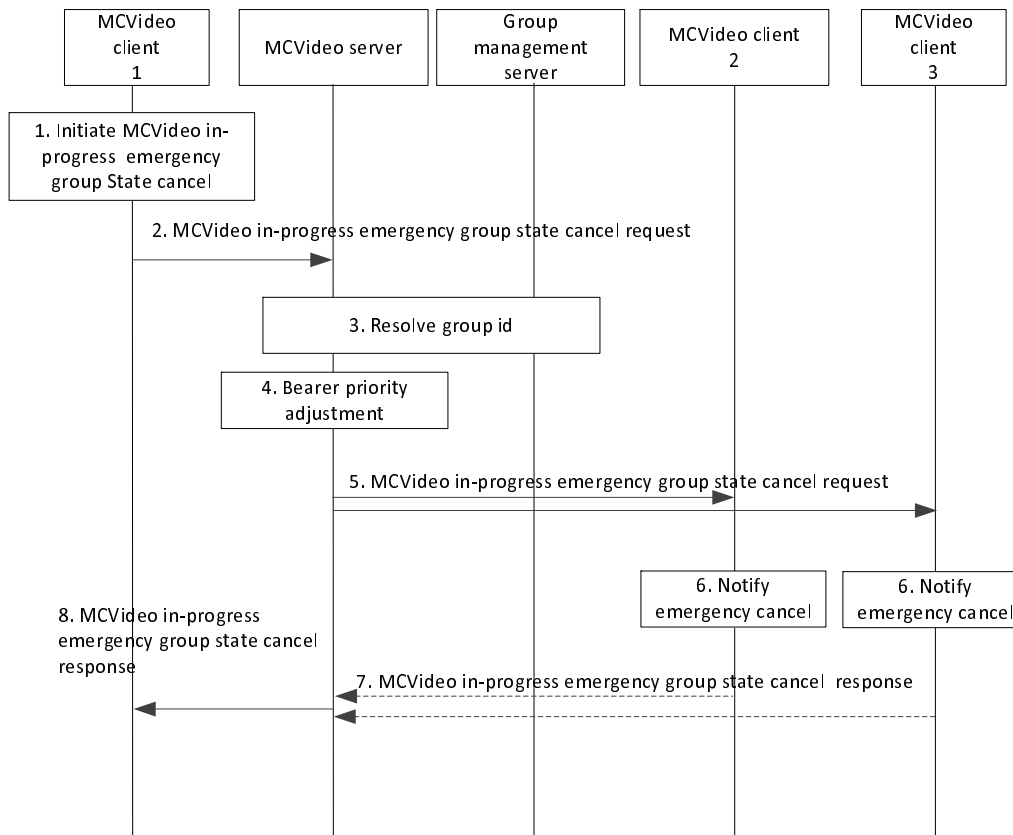 MCVideo
client
1
MCVideo server
Group
management
server
MCVideo client
2
MCVideo
client
3
1. Initiate MCVideo in-
progress emergency
group State cancel
2. MCVideo in-progress emergency group state cancel request
3. Resolve group id
4. Bearer priority
adjustment
5. MCVideo in-progress emergency group state cancel request
6. Notify
emergency cancel
6. Notify
emergency cancel
8. MCVideo in-progress
emergency group state cancel
response
7. MCVideo in-progress emergency group state cancel response